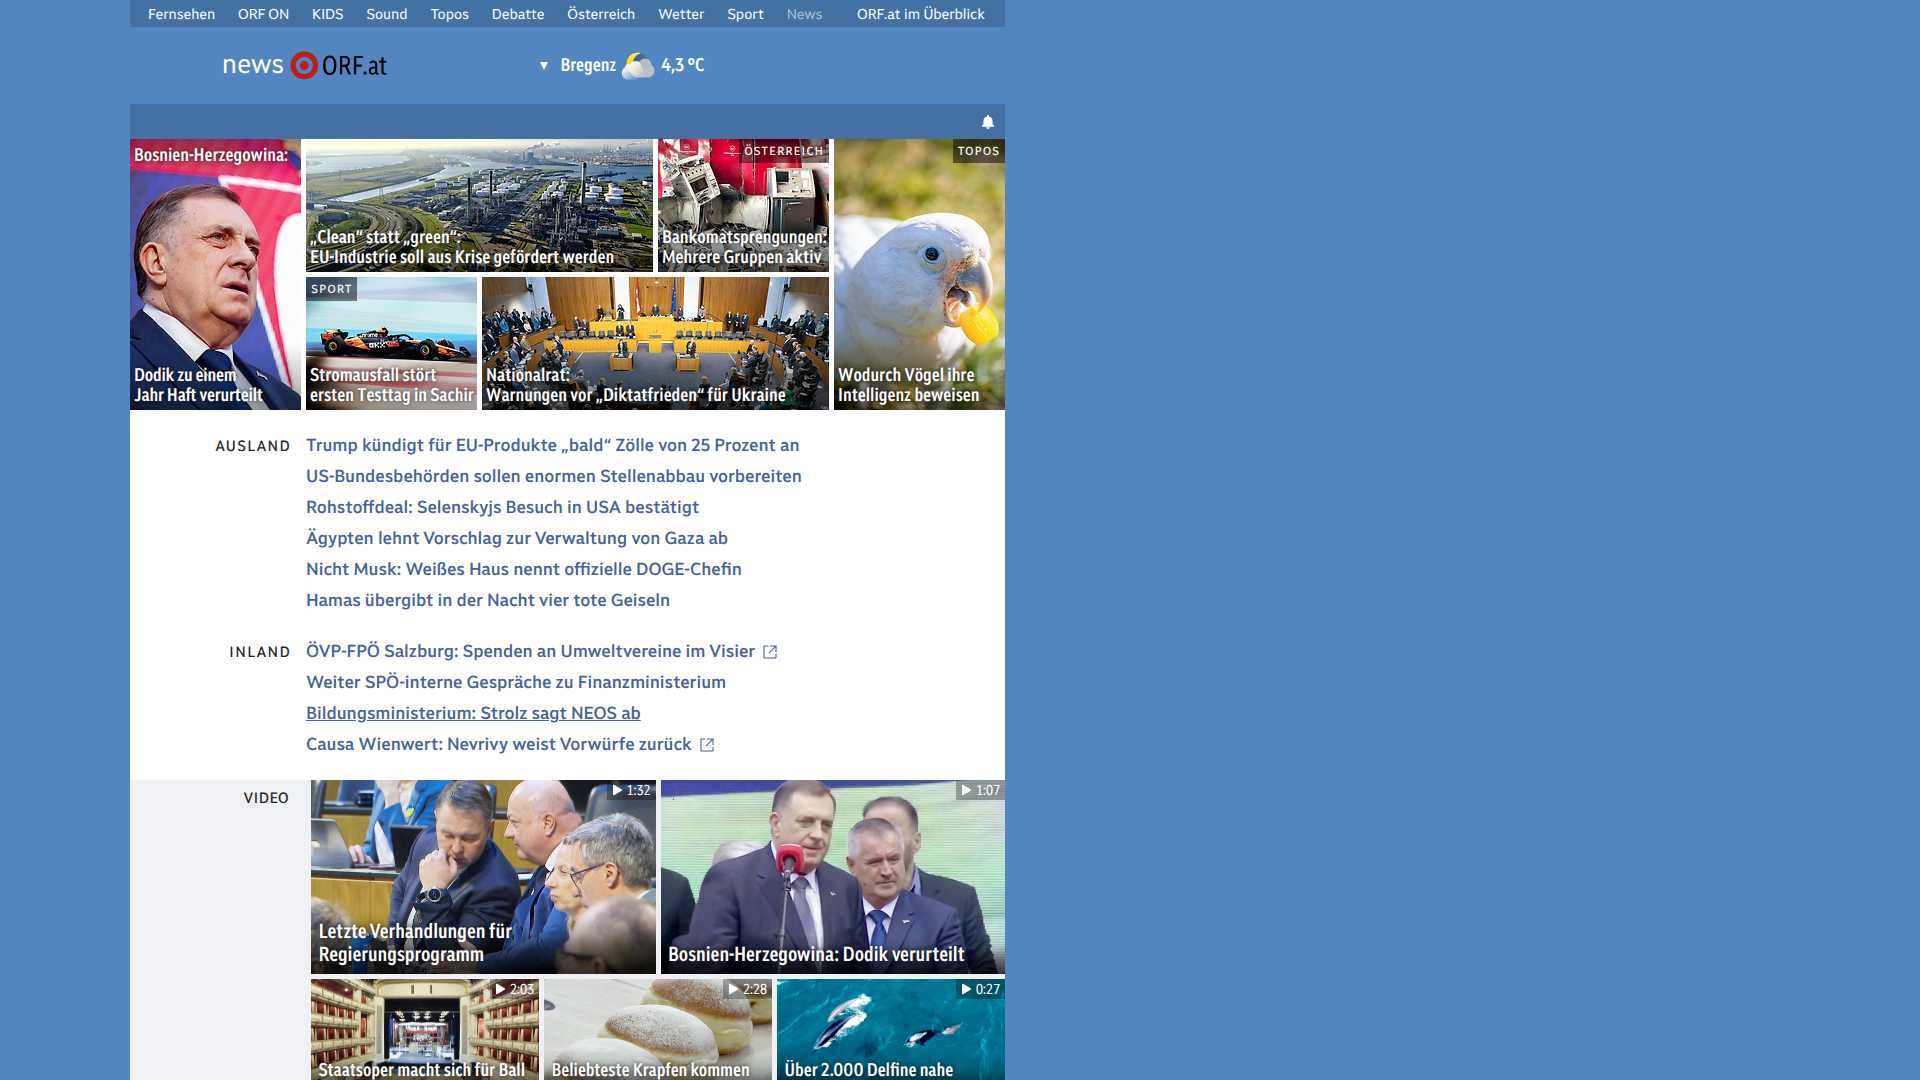 Fernsehen ORF ON KIDS Sound Topos Debatte Österreich Wetter Sport News ORF.at im Überblick
news ORF.at
▼ Bregenz 4,3 °C
Bosnien-Herzegowina:
Dodik zu einem
Jahr Haft verurteilt
„Clean“ statt „green“:
EU-Industrie soll aus Krise gefördert werden
ÖSTERREICH
Bankomatsprengungen:
Mehrere Gruppen aktiv
TOPOS
Wodurch Vögel ihre
Intelligenz beweisen
SPORT
Stromausfall stört
ersten Testtag in Sachir
Nationalrat:
Warnungen vor „Diktatfrieden“ für Ukraine
AUSLAND
Trump kündigt für EU-Produkte „bald“ Zölle von 25 Prozent an
US-Bundesbehörden sollen enormen Stellenabbau vorbereiten
Rohstoffdeal: Selenskyjs Besuch in USA bestätigt
Ägypten lehnt Vorschlag zur Verwaltung von Gaza ab
Nicht Musk: Weißes Haus nennt offizielle DOGE-Chefin
Hamas übergibt in der Nacht vier tote Geiseln
INLAND
ÖVP-FPÖ Salzburg: Spenden an Umweltvereine im Visier
Weiter SPÖ-interne Gespräche zu Finanzministerium
Bildungsministerium: Strolz sagt NEOS ab
Causa Wienwert: Nevrivy weist Vorwürfe zurück
VIDEO
1:32
Letzte Verhandlungen für
Regierungsprogramm
1:07
Bosnien-Herzegowina: Dodik verurteilt
2:03
Staatsoper macht sich für Ball
2:28
Beliebteste Krapfen kommen
0:27
Über 2.000 Delfine nahe